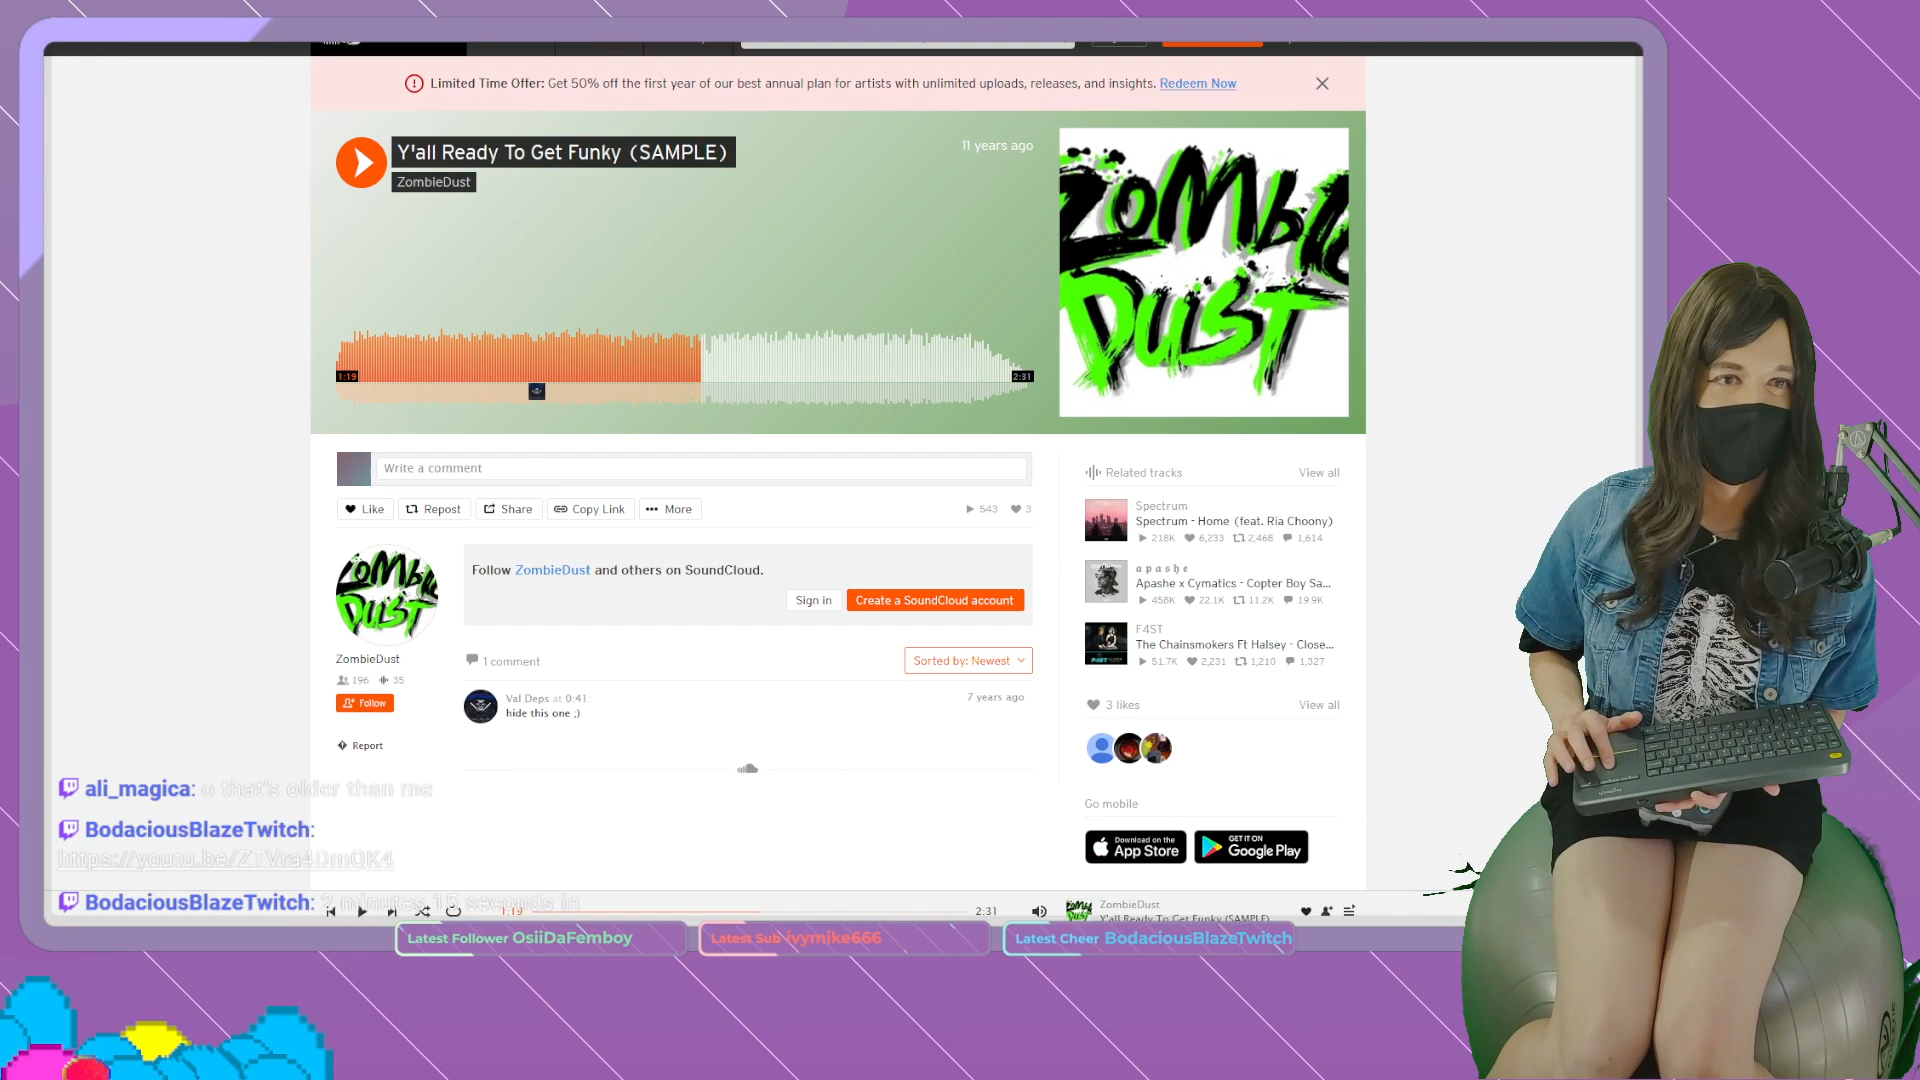 Limited Time Offer: Get 50% off the first year of our best annual plan for artists with unlimited uploads, releases, and insights. Redeem Now
Y'all Ready To Get Funky (SAMPLE)
ZombieDust
11 years ago
ZOMBIE
DUST
1:19
2:31
Write a comment
Like
Repost
Share
Copy Link
More
543
3
ZOMBIE
DUST
Follow ZombieDust and others on SoundCloud.
Sign in
Create a SoundCloud account
ZombieDust
196
35
Follow
Report
1 comment
Sorted by: Newest
Val Deps at 0:41:
7 years ago
hide this one ;)
Related tracks
View all
Spectrum
Spectrum - Home (feat. Ria Choony)
218K 6,233 2,468 1,614
apashe
Apashe x Cymatics - Copter Boy Sa...
458K 22.1K 11.2K 19.9K
F4ST
The Chainsmokers Ft Halsey - Close...
51.7K 2,231 1,210 1,327
3 likes
View all
Go mobile
Download on the
App Store
GET IT ON
Google Play
ali_magica: o that's older than me
BodaciousBlazeTwitch:
https://youtu.be/ZTVra4DmQK4
BodaciousBlazeTwitch: 2 minutes 15 seconds in
1:19
2:31
ZombieDust
Y'all Ready To Get Funky (SAMPLE)
Latest Follower OsiiDaFemboy
Latest Sub ivymike666
Latest Cheer BodaciousBlazeTwitch